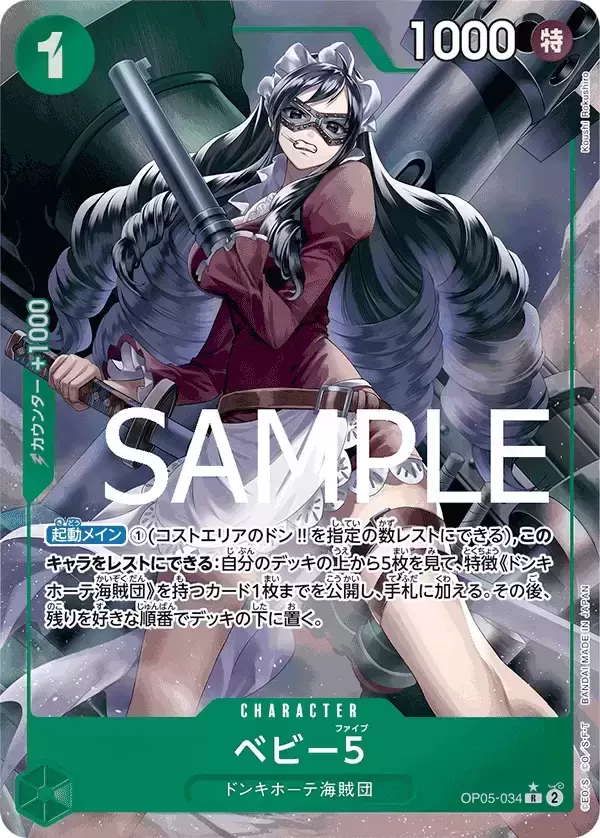 1
1000 特
Koushi Rokushiro
カウンター +1000
SAMPLE
起動メイン ①(コストエリアのドン‼を指定の数レストにできる),この
キャラをレストにできる:自分のデッキの上から5枚を見て、特徴《ドンキ
ホーテ海賊団》を持つカード1枚までを公開し、手札に加える。その後、
残りを好きな順番でデッキの下に置く。
BANDAI MADE IN JAPAN
©E.O/S. ©O/S.F.T
CHARACTER
ファイブ
ベビー5
ドンキホーテ海賊団
OP05-034 R 2